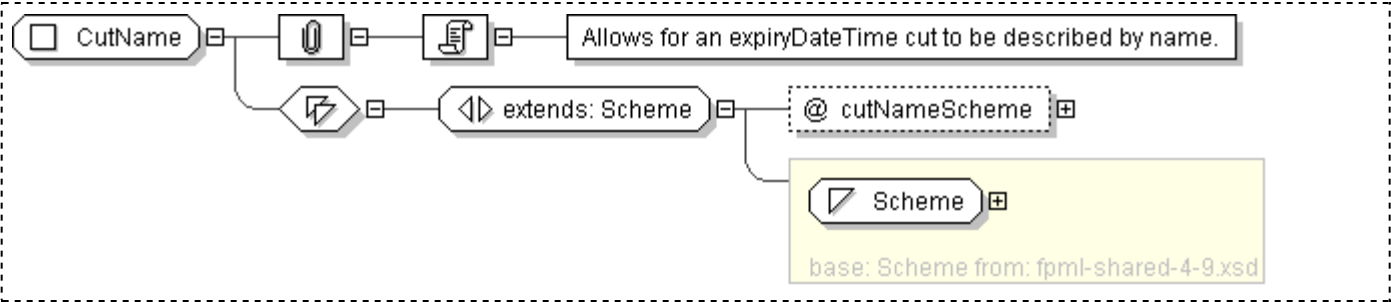 CutName
Allows for an expiryDateTime cut to be described by name.
extends: Scheme
@ cutNameScheme
Scheme
base: Scheme from: fpml-shared-4-9.xsd